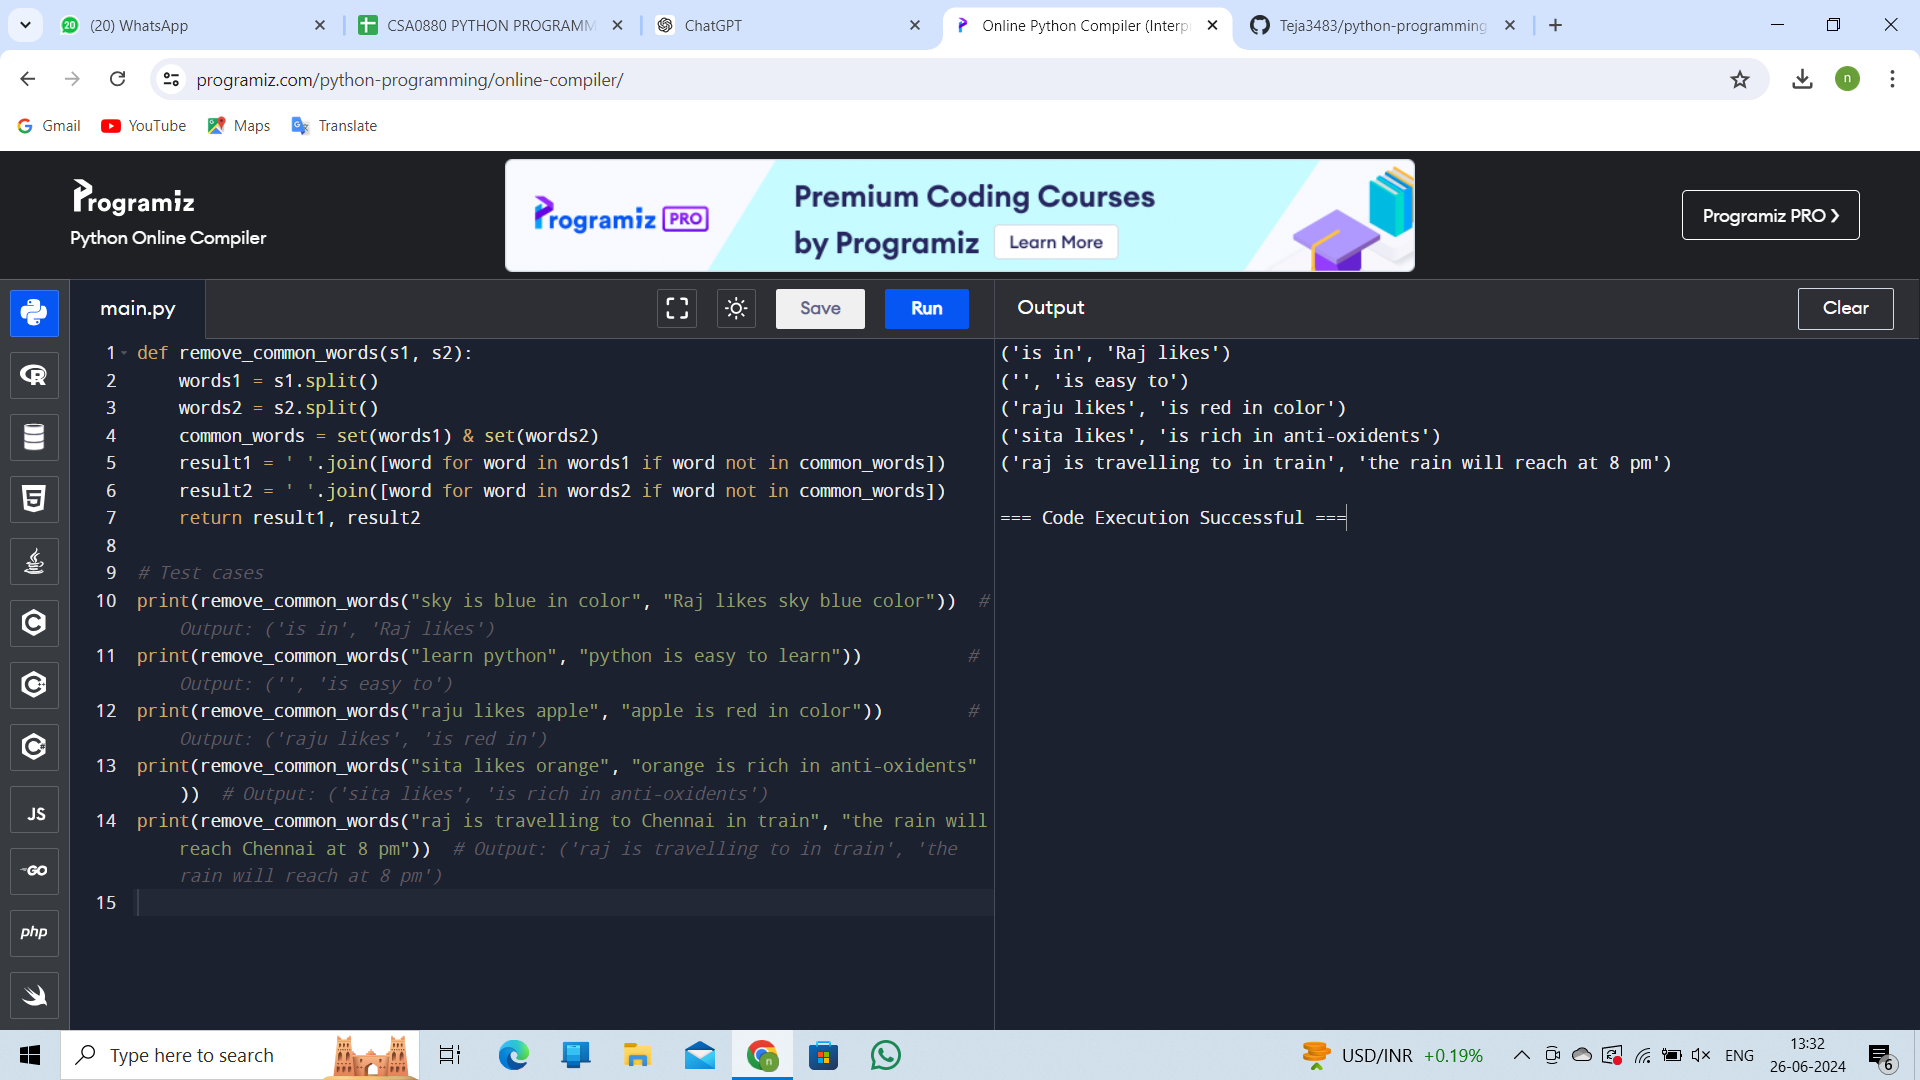 (20) WhatsApp
CSA0880 PYTHON PROGRAMM
ChatGPT
Online Python Compiler (Interp
Teja3483/python-programming
programiz.com/python-programming/online-compiler/
n
Gmail
YouTube
Maps
Translate
Programiz
Python Online Compiler
Programiz PRO
Premium Coding Courses
by Programiz
Learn More
Programiz PRO
main.py
Save
Run
Output
Clear
1 def remove_common_words(s1, s2):
2 words1 = s1.split()
3 words2 = s2.split()
4 common_words = set(words1) & set(words2)
5 result1 = ' '.join([word for word in words1 if word not in common_words])
6 result2 = ' '.join([word for word in words2 if word not in common_words])
7 return result1, result2
8
9 # Test cases
10 print(remove_common_words("sky is blue in color", "Raj likes sky blue color")) #
Output: ('is in', 'Raj likes')
11 print(remove_common_words("learn python", "python is easy to learn")) #
Output: ('', 'is easy to')
12 print(remove_common_words("raju likes apple", "apple is red in color")) #
Output: ('raju likes', 'is red in')
13 print(remove_common_words("sita likes orange", "orange is rich in anti-oxidents"
)) # Output: ('sita likes', 'is rich in anti-oxidents')
14 print(remove_common_words("raj is travelling to Chennai in train", "the rain will
reach Chennai at 8 pm")) # Output: ('raj is travelling to in train', 'the
rain will reach at 8 pm')
15
('is in', 'Raj likes')
('', 'is easy to')
('raju likes', 'is red in color')
('sita likes', 'is rich in anti-oxidents')
('raj is travelling to in train', 'the rain will reach at 8 pm')
=== Code Execution Successful ===
R
5
C
C
C
JS
GO
php
Type here to search
USD/INR +0.19%
ENG
13:32
26-06-2024
6